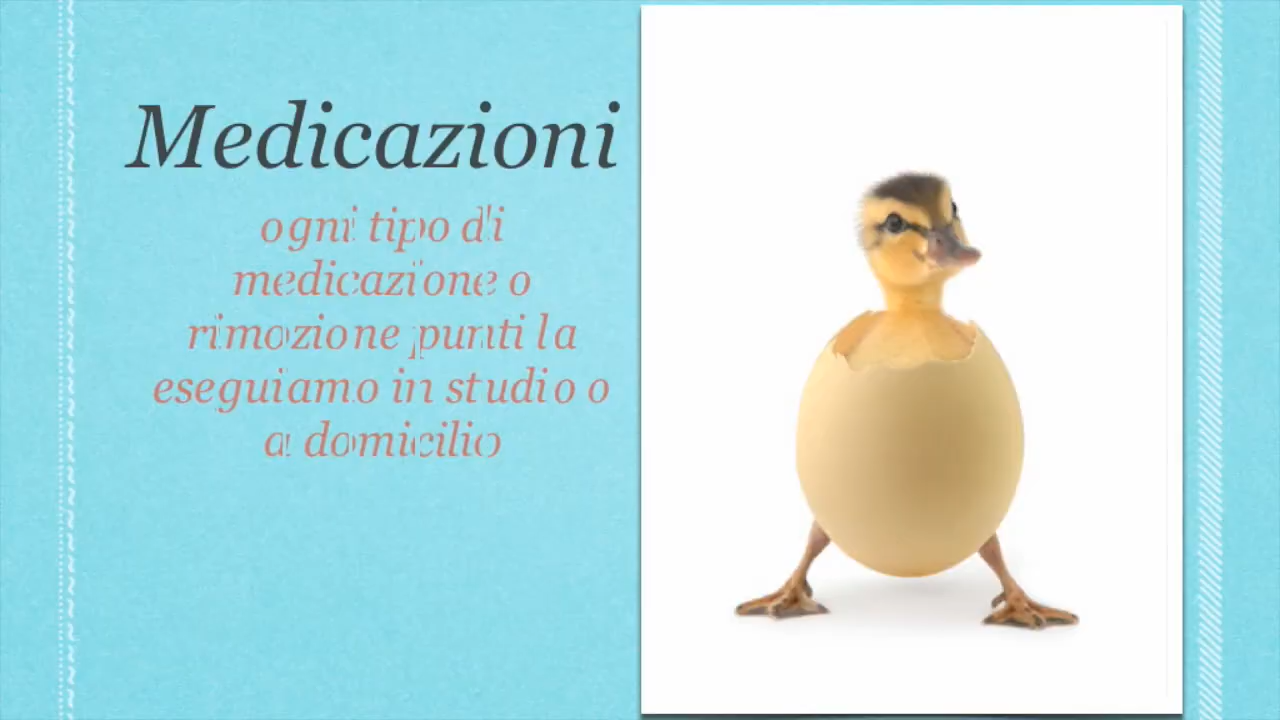 Medicazioni
ogni tipo di
medicazione o
rimozione punti la
eseguiamo in studio o
a domicilio